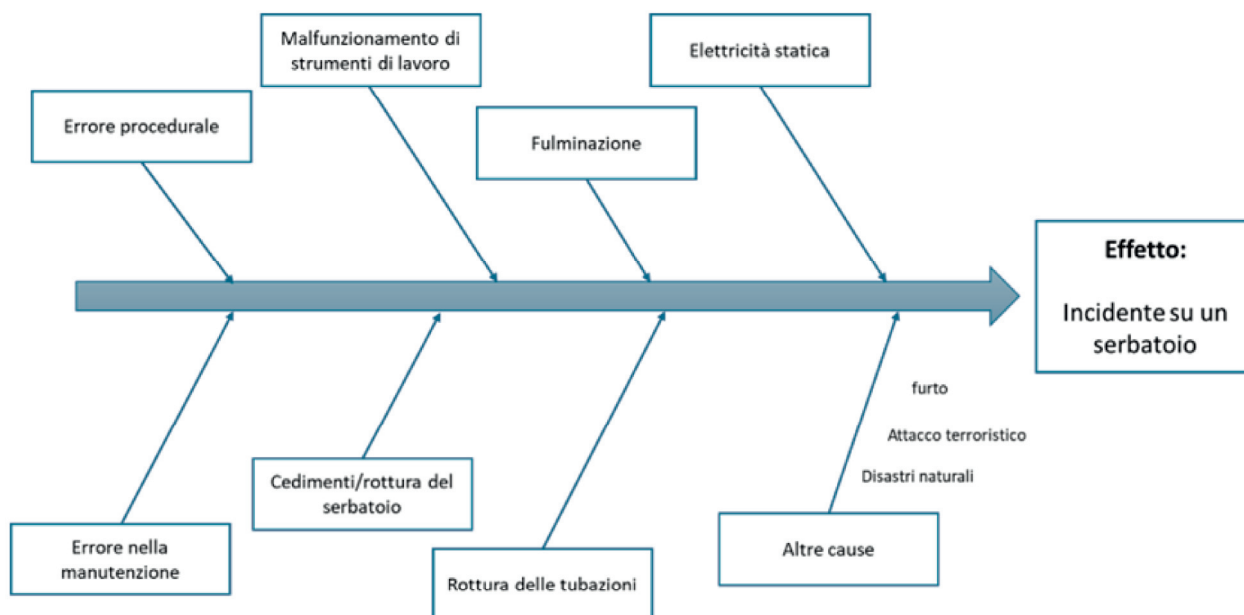 Malfunzionamento di
strumenti di lavoro
Elettricità statica
Errore procedurale
Fulminazione
Effetto:
Incidente su un
serbatoio
furto
Attacco terroristico
Disastri naturali
Cedimenti/rottura del
serbatoio
Errore nella
manutenzione
Rottura delle tubazioni
Altre cause